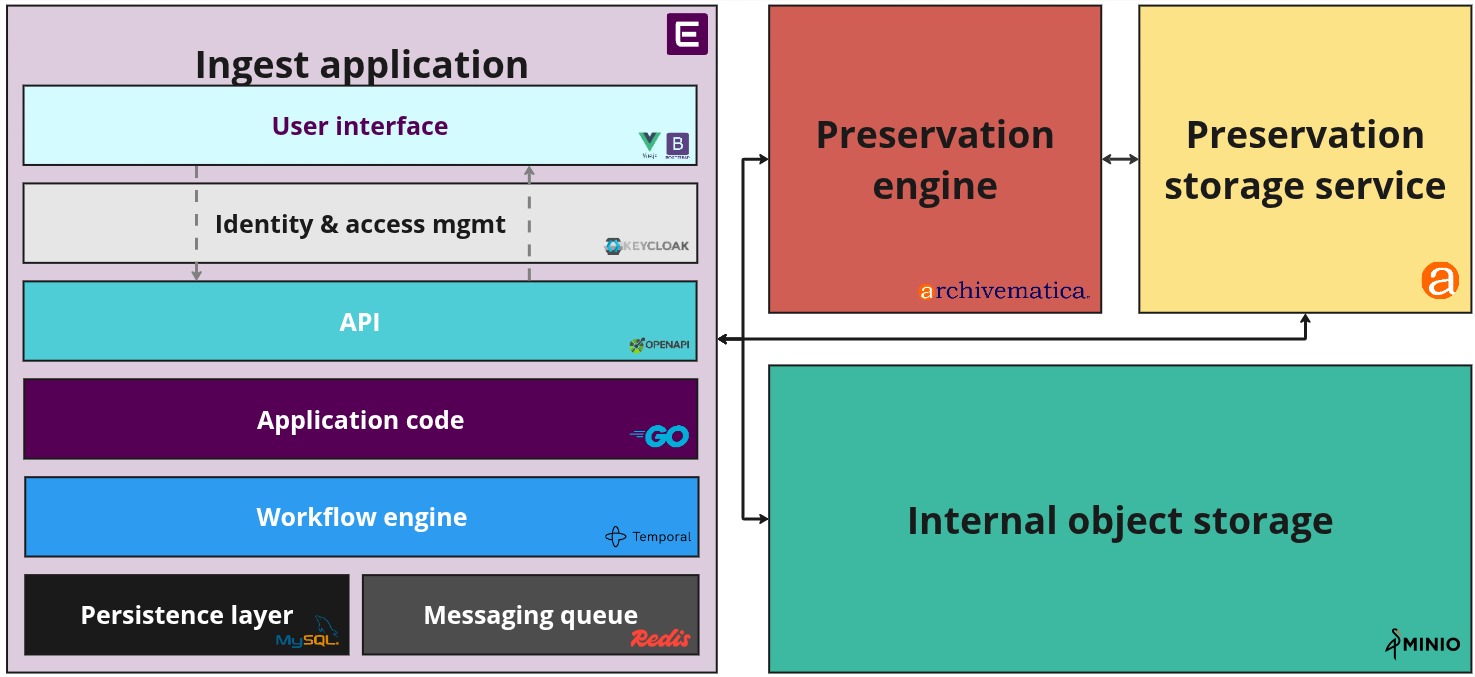 E
Ingest application
User interface
B
BOOTSTRAP
Identity & access mgmt
KEYCLOAK
API
OPENAPI
Application code
GO
Workflow engine
Temporal
Persistence layer
MySQL.
Messaging queue
Redis
Preservation
engine
archivematica.
Preservation
storage service
a
Internal object storage
MINIO